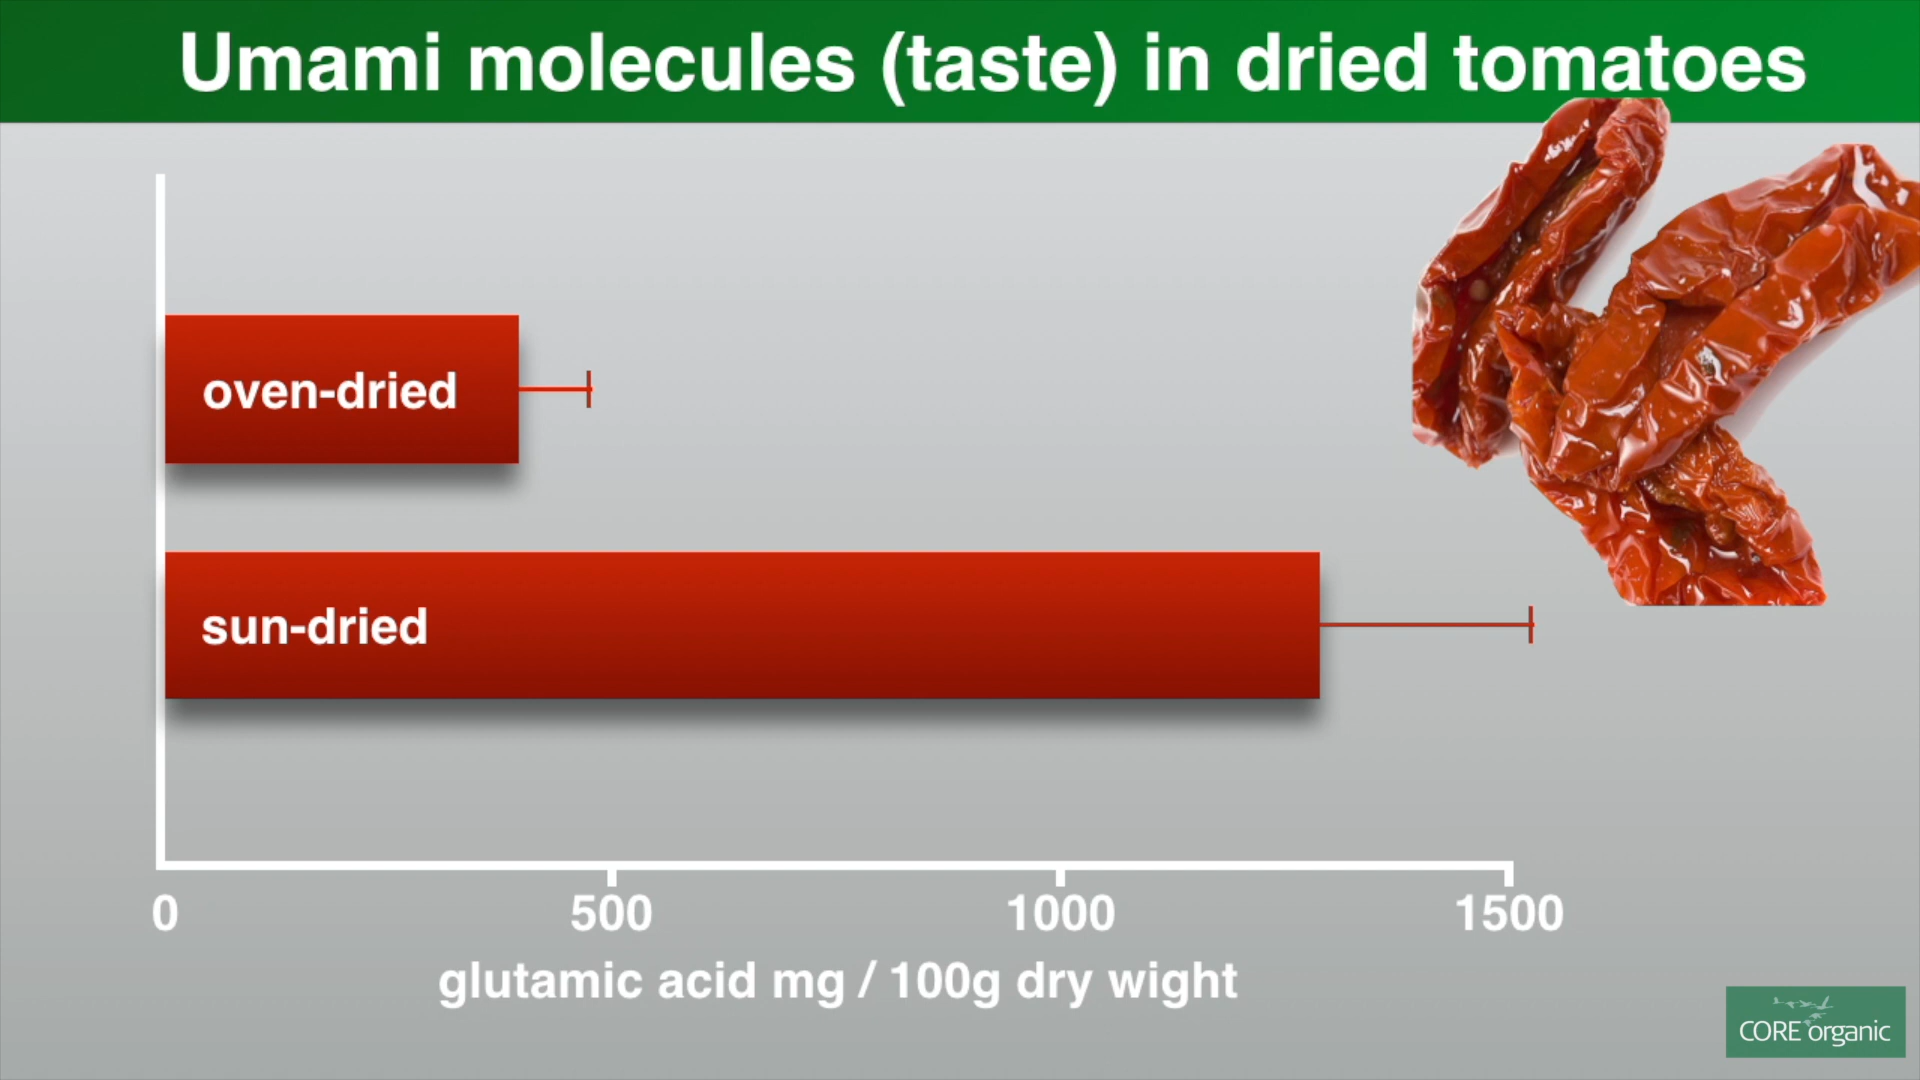 Umami molecules (taste) in dried tomatoes
oven-dried
sun-dried
0 500 1000 1500
glutamic acid mg / 100g dry wight
CORE organic